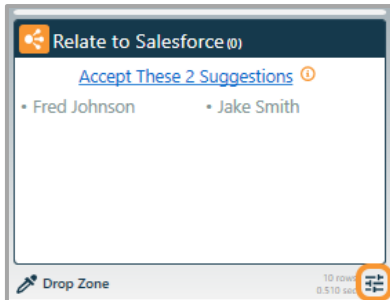 Relate to Salesforce (0)
Accept These 2 Suggestions
• Fred Johnson • Jake Smith
Drop Zone
10 rows
0.510 sec